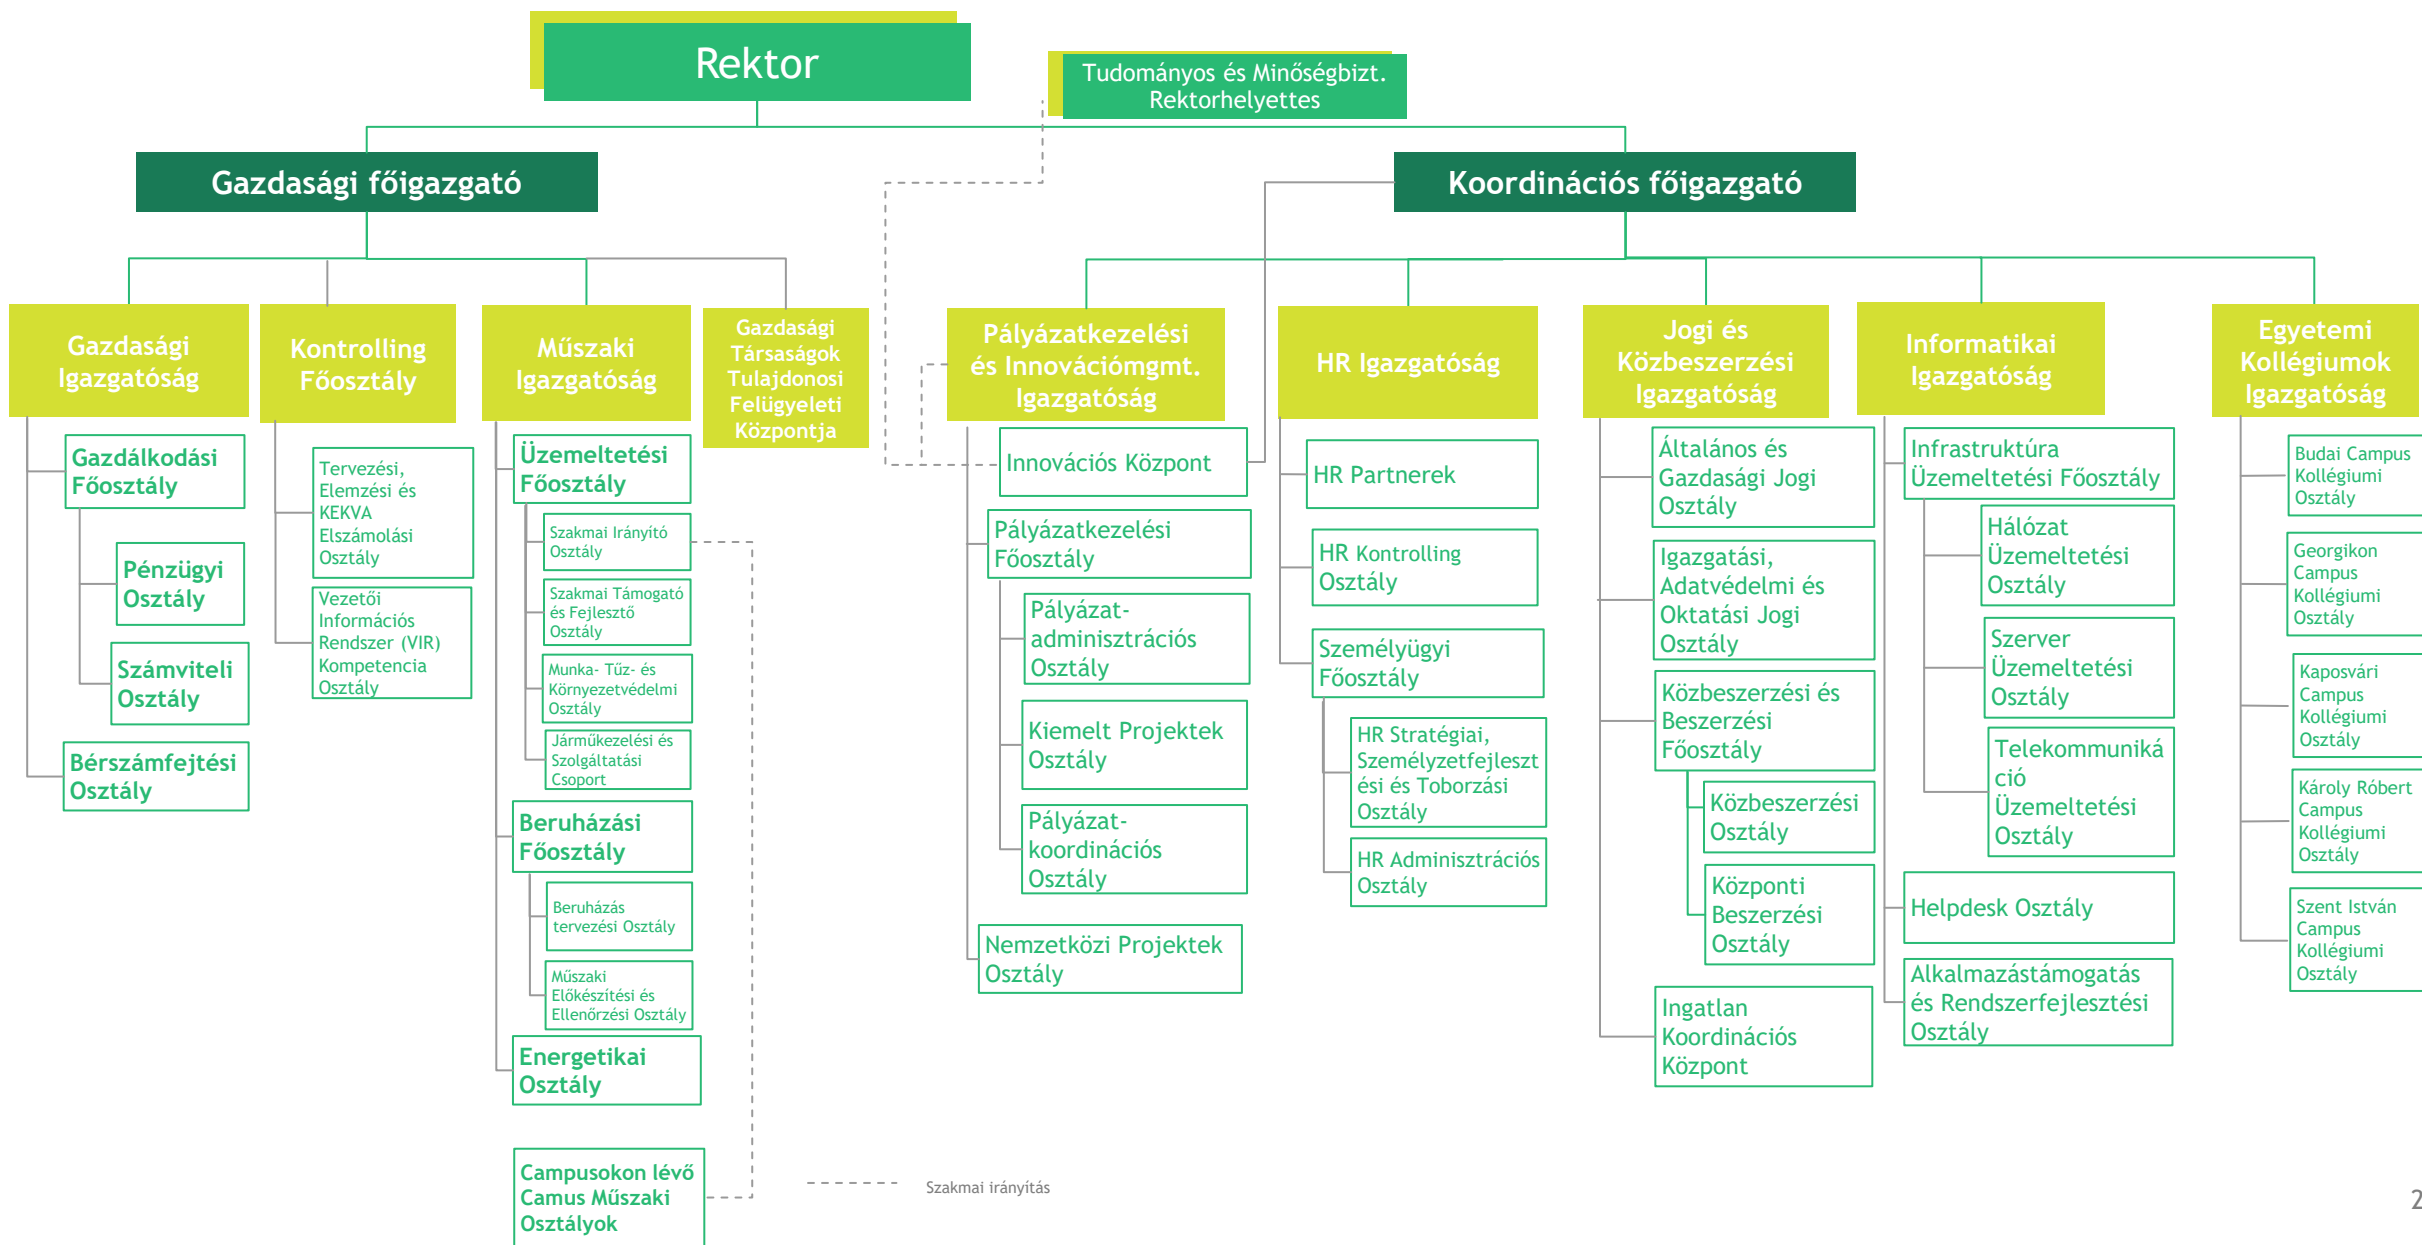 Rektor
Tudományos és Minőségbizt.
Rektorhelyettes
Gazdasági főigazgató
Koordinációs főigazgató
Gazdasági
Igazgatóság
Kontrolling
Főosztály
Műszaki
Igazgatóság
Gazdasági
Társaságok
Tulajdonosi
Felügyeleti
Központja
Pályázatkezelési
és Innovációmgmt.
Igazgatóság
HR Igazgatóság
Jogi és
Közbeszerzési
Igazgatóság
Informatikai
Igazgatóság
Egyetemi
Kollégiumok
Igazgatóság
Gazdálkodási
Főosztály
Pénzügyi
Osztály
Számviteli
Osztály
Bérszámfejtési
Osztály
Tervezési,
Elemzési és
KEKVA
Elszámolási
Osztály
Vezetői
Információs
Rendszer (VIR)
Kompetencia
Osztály
Üzemeltetési
Főosztály
Szakmai Irányító
Osztály
Szakmai Támogató
és Fejlesztő
Osztály
Munka- Tűz- és
Környezetvédelmi
Osztály
Járműkezelési és
Szolgáltatási
Csoport
Beruházási
Főosztály
Beruházás
tervezési Osztály
Műszaki
Előkészítési és
Ellenőrzési Osztály
Energetikai
Osztály
Campusokon lévő
Camus Műszaki
Osztályok
Innovációs Központ
Pályázatkezelési
Főosztály
Pályázat-
adminisztrációs
Osztály
Kiemelt Projektek
Osztály
Pályázat-
koordinációs
Osztály
Nemzetközi Projektek
Osztály
HR Partnerek
HR Kontrolling
Osztály
Személyügyi
Főosztály
HR Stratégiai,
Személyzetfejleszt
ési és Toborzási
Osztály
HR Adminisztrációs
Osztály
Általános és
Gazdasági Jogi
Osztály
Igazgatási,
Adatvédelmi és
Oktatási Jogi
Osztály
Közbeszerzési és
Beszerzési
Főosztály
Közbeszerzési
Osztály
Központi
Beszerzési
Osztály
Ingatlan
Koordinációs
Központ
Infrastruktúra
Üzemeltetési Főosztály
Hálózat
Üzemeltetési
Osztály
Szerver
Üzemeltetési
Osztály
Telekommuniká
ció
Üzemeltetési
Osztály
Helpdesk Osztály
Alkalmazástámogatás
és Rendszerfejlesztési
Osztály
Budai Campus
Kollégiumi
Osztály
Georgikon
Campus
Kollégiumi
Osztály
Kaposvári
Campus
Kollégiumi
Osztály
Károly Róbert
Campus
Kollégiumi
Osztály
Szent István
Campus
Kollégiumi
Osztály
Szakmai irányítás
2